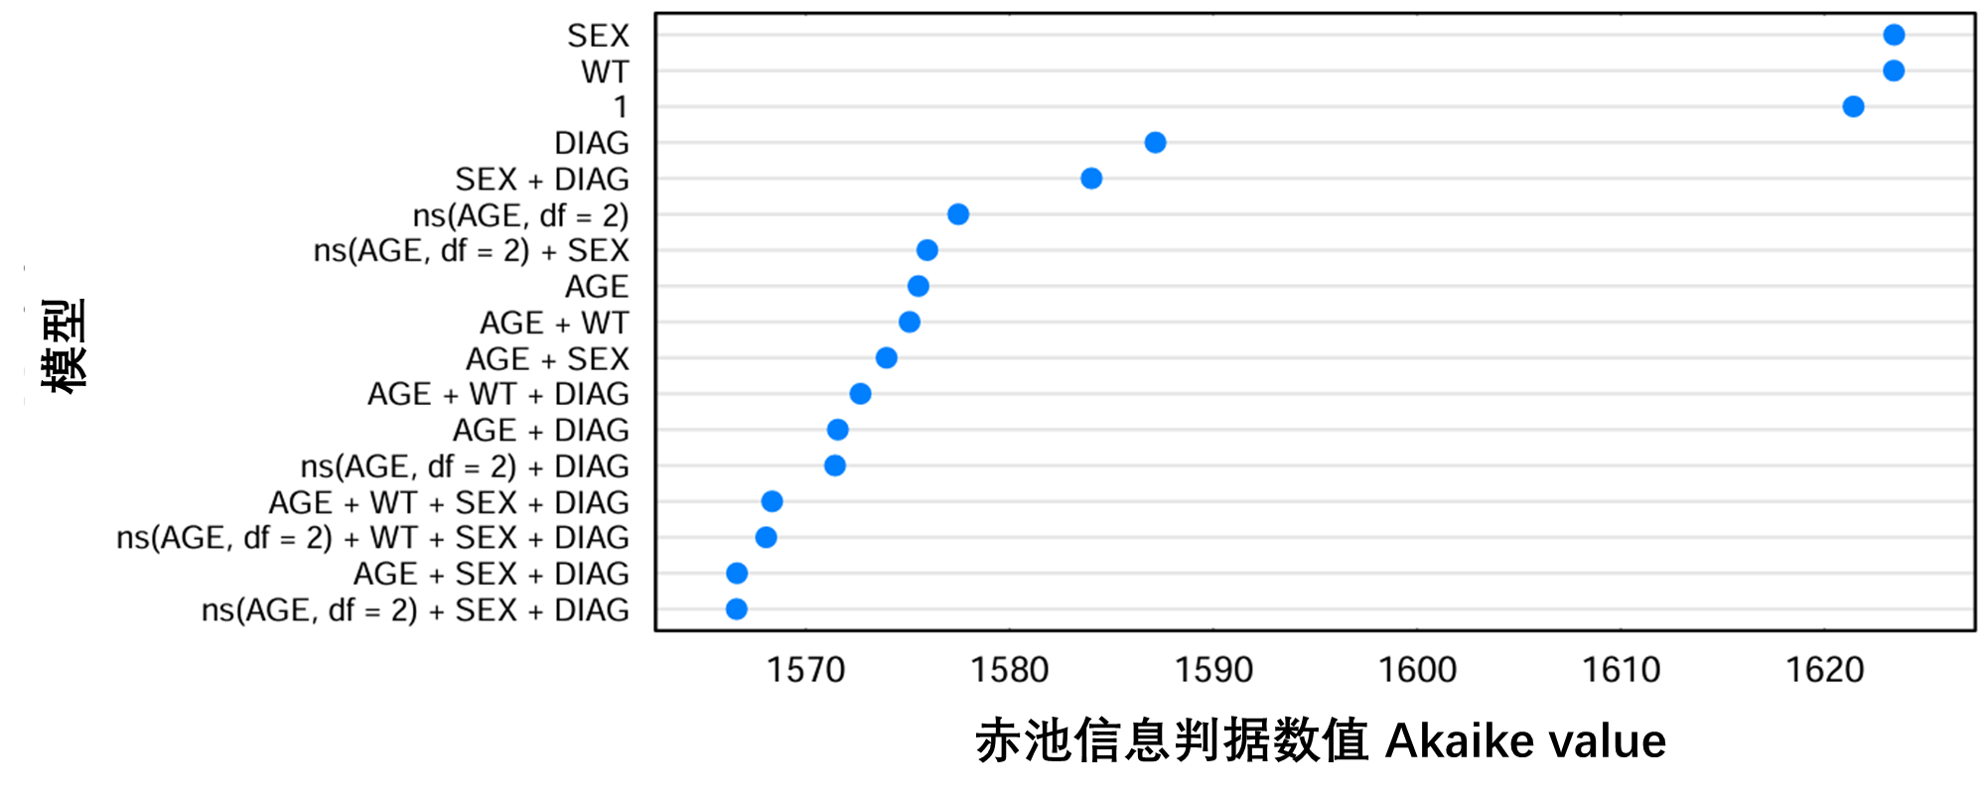 SEX
WT
1
DIAG
SEX + DIAG
ns(AGE, df = 2)
ns(AGE, df = 2) + SEX
AGE
AGE + WT
AGE + SEX
AGE + WT + DIAG
AGE + DIAG
ns(AGE, df = 2) + DIAG
AGE + WT + SEX + DIAG
ns(AGE, df = 2) + WT + SEX + DIAG
AGE + SEX + DIAG
ns(AGE, df = 2) + SEX + DIAG
模型
1570 1580 1590 1600 1610 1620
赤池信息判据数值 Akaike value